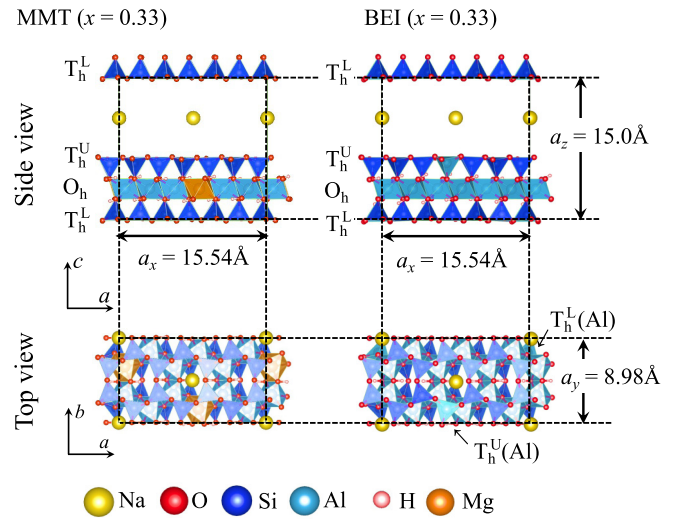 MMT (x = 0.33)
BEI (x = 0.33)
Side view
T_h^L
T_h^U
O_h
T_h^L
T_h^L
T_h^U
O_h
T_h^L
a_z = 15.0Å
a_x = 15.54Å
a_x = 15.54Å
c
a
Top view
b
a
T_h^L(Al)
a_y = 8.98Å
T_h^U(Al)
Na
O
Si
Al
H
Mg